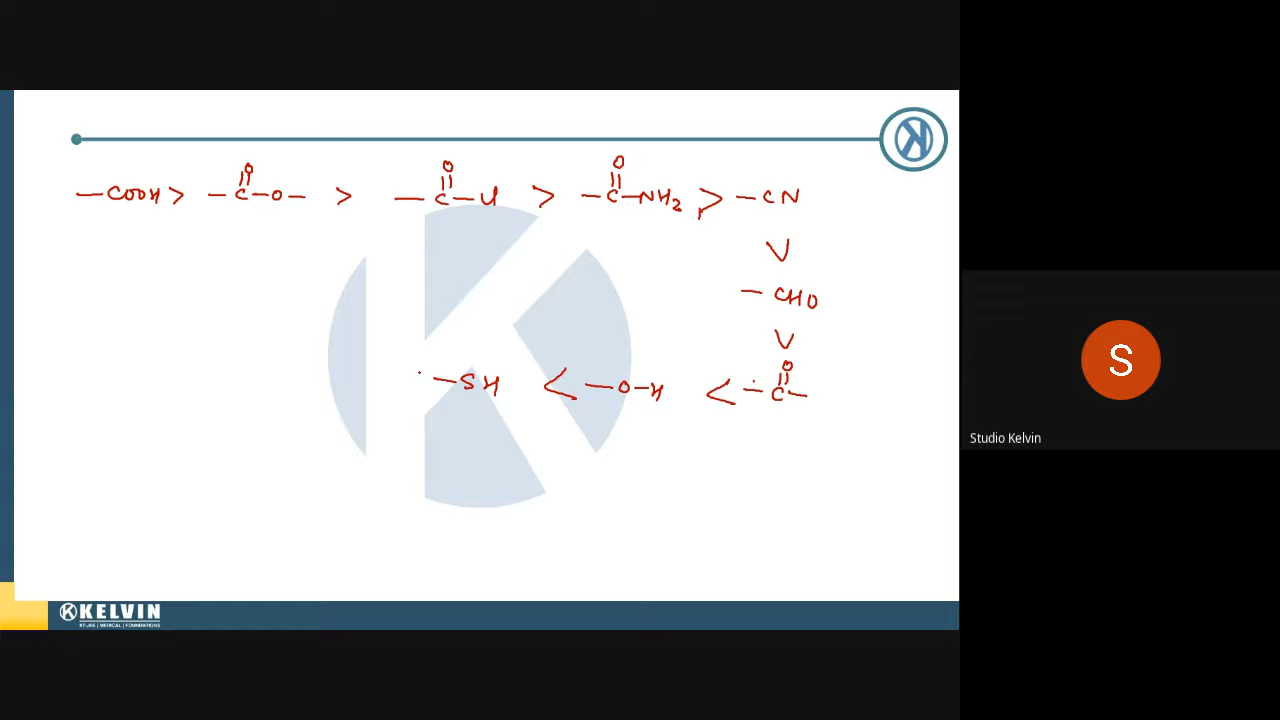 O O O
-COOH > -C-O- > -C-Cl > -C-NH₂ > -CN
V
-CHO
V
O
-SH < -O-H < -C-
S
Studio Kelvin
KELVIN